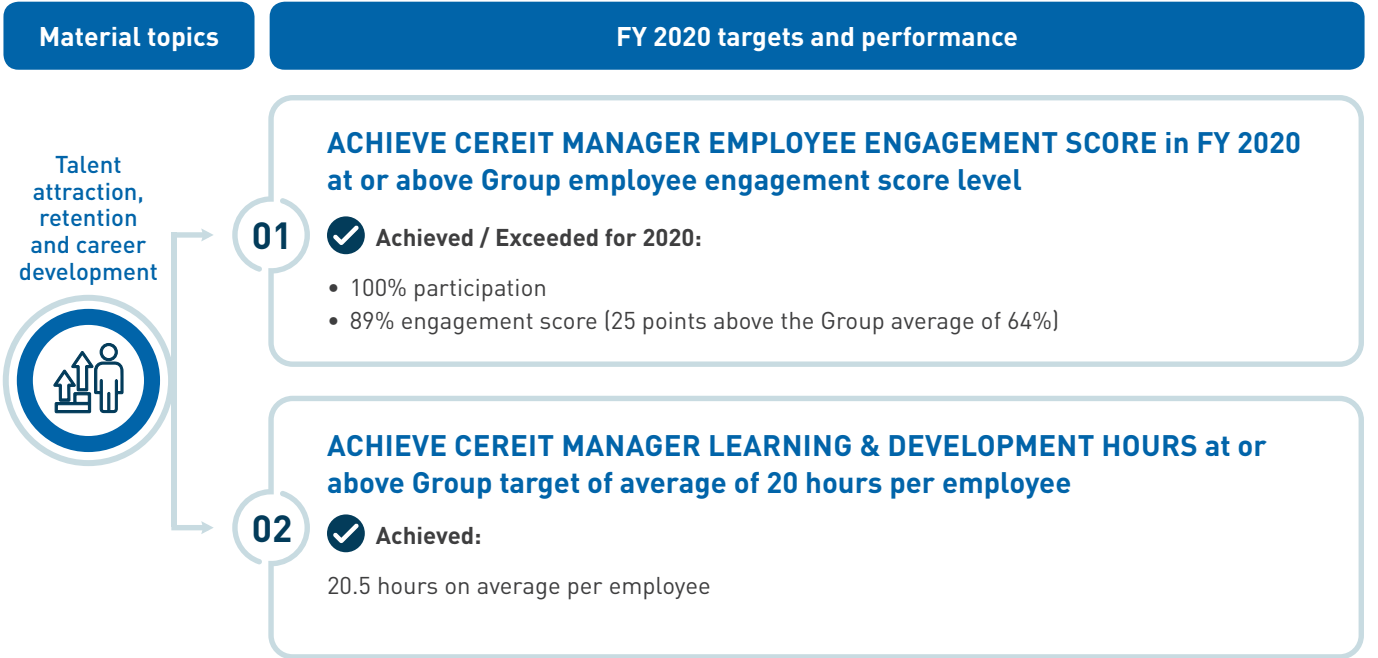 Material topics
FY 2020 targets and performance
Talent
attraction,
retention
and career
development
01
ACHIEVE CEREIT MANAGER EMPLOYEE ENGAGEMENT SCORE in FY 2020
at or above Group employee engagement score level
Achieved / Exceeded for 2020:
• 100% participation
• 89% engagement score (25 points above the Group average of 64%)
02
ACHIEVE CEREIT MANAGER LEARNING & DEVELOPMENT HOURS at or
above Group target of average of 20 hours per employee
Achieved:
20.5 hours on average per employee